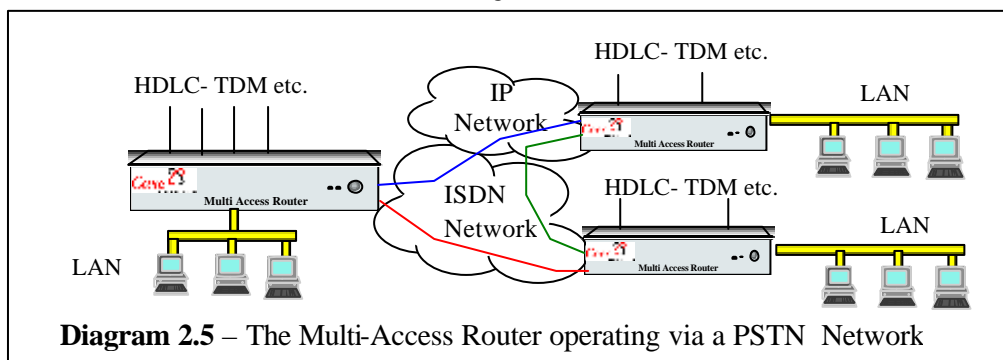 HDLC- TDM etc.
HDLC- TDM etc.
IP
Network
LAN
Multi Access Router
HDLC- TDM etc.
ISDN
Network
Multi Access Router
LAN
LAN
Multi Access Router
Diagram 2.5 – The Multi-Access Router operating via a PSTN Network